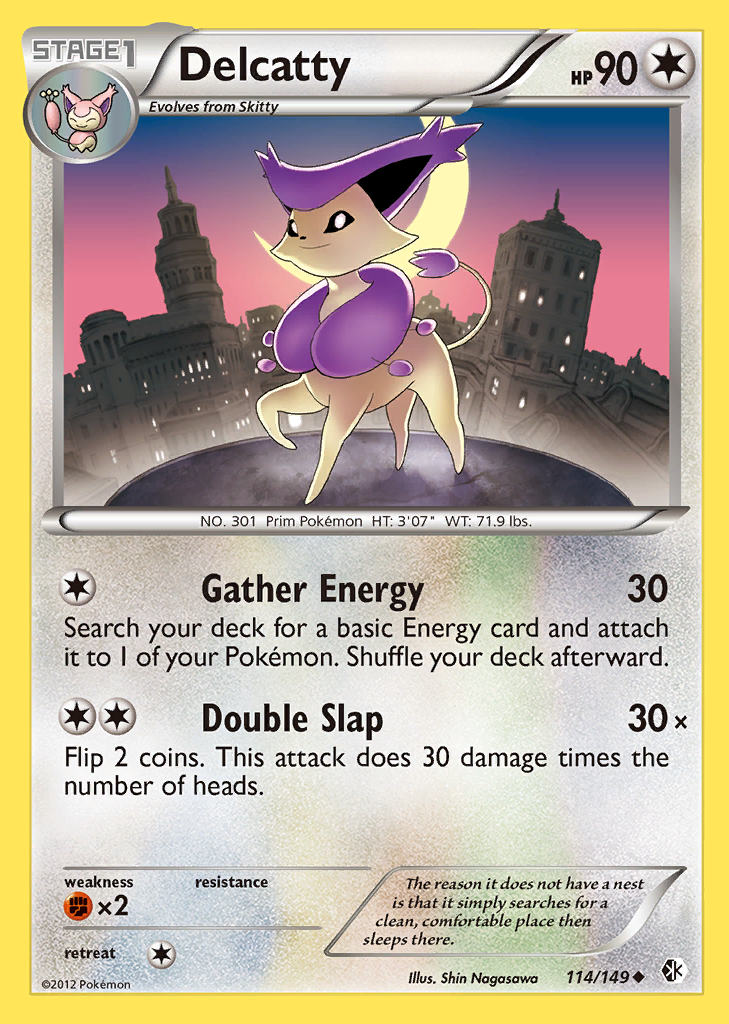 STAGE1
Delcatty
HP 90
Evolves from Skitty
NO. 301 Prim Pokémon HT: 3'07" WT: 71.9 lbs.
Gather Energy 30
Search your deck for a basic Energy card and attach
it to 1 of your Pokémon. Shuffle your deck afterward.
Double Slap 30×
Flip 2 coins. This attack does 30 damage times the
number of heads.
weakness resistance
×2
retreat
The reason it does not have a nest
is that it simply searches for a
clean, comfortable place then
sleeps there.
©2012 Pokémon
Illus. Shin Nagasawa 114/149